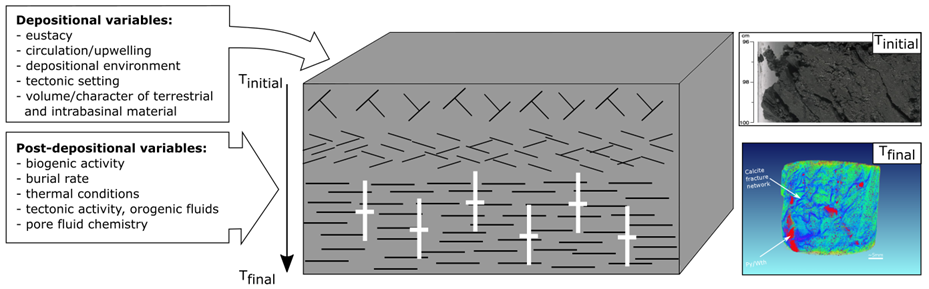 Depositional variables:
- eustacy
- circulation/upwelling
- depositional environment
- tectonic setting
- volume/character of terrestrial
and intrabasinal material
Post-depositional variables:
- biogenic activity
- burial rate
- thermal conditions
- tectonic activity, orogenic fluids
- pore fluid chemistry
Tinitial
Tfinal
cm
96
98
100
Tinitial
Tfinal
Calcite
fracture
network